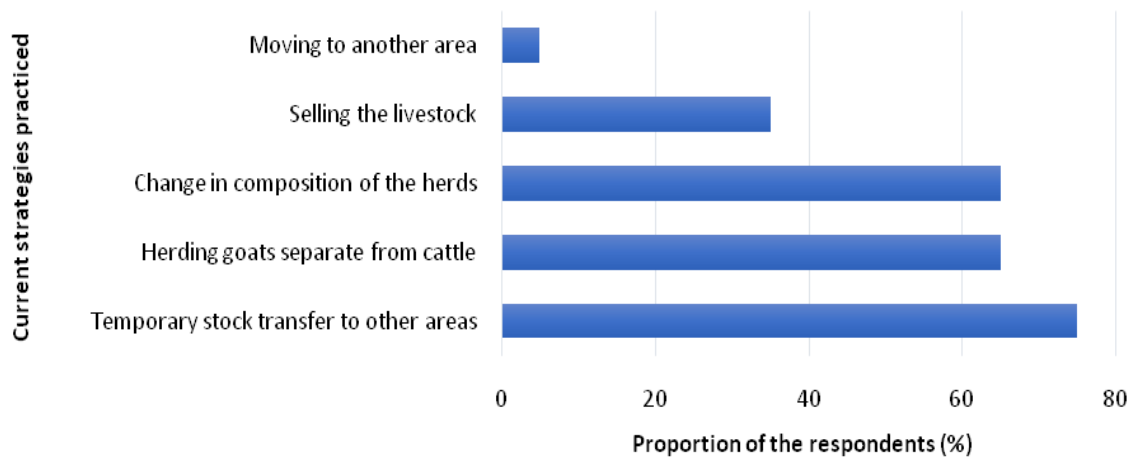 Current strategies practiced
Moving to another area
Selling the livestock
Change in composition of the herds
Herding goats separate from cattle
Temporary stock transfer to other areas
0 20 40 60 80
Proportion of the respondents (%)